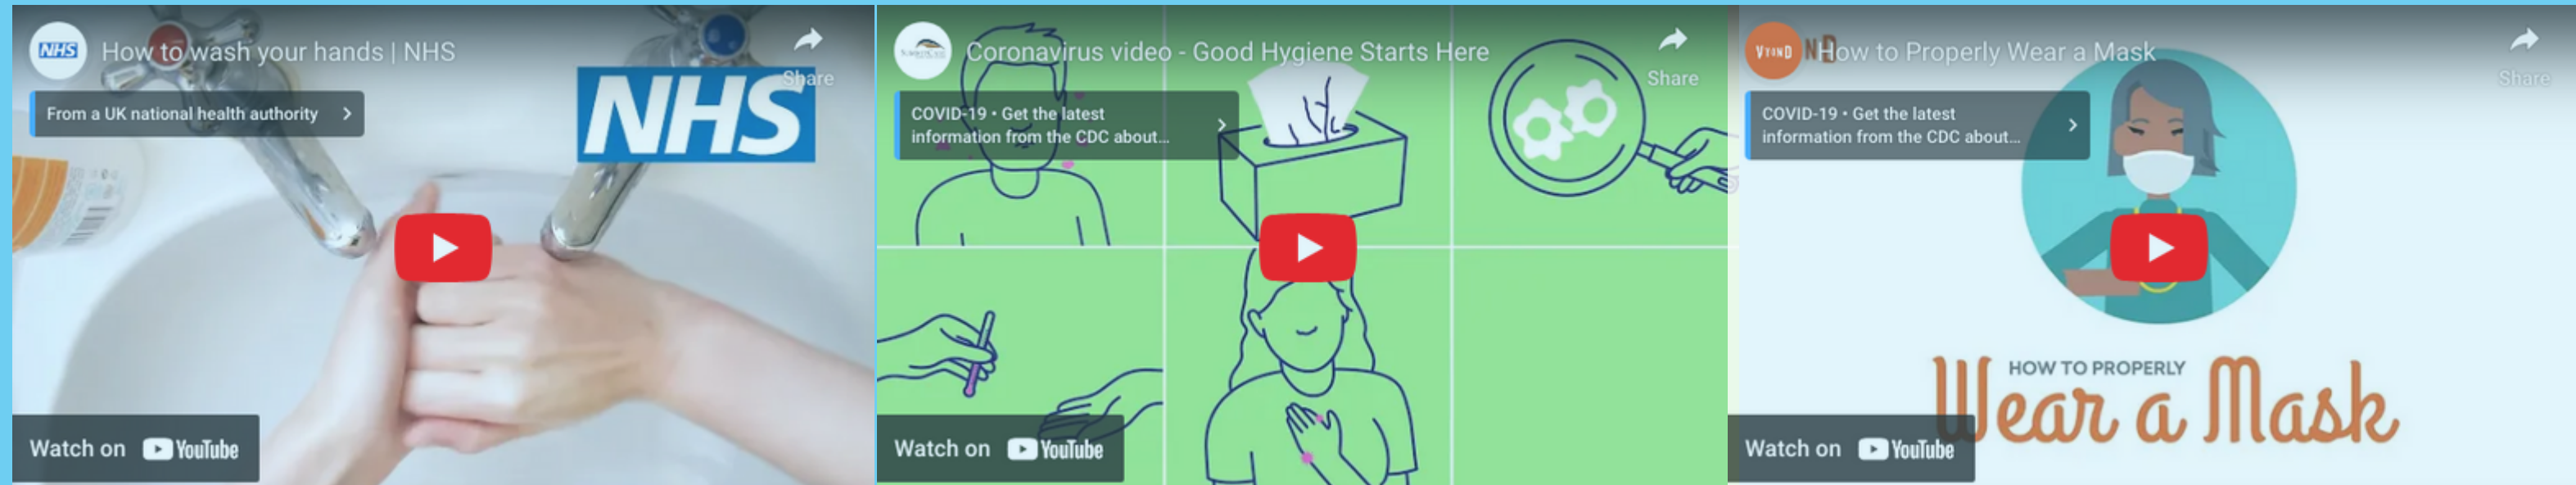 NHS
How to wash your hands | NHS
Share
From a UK national health authority
NHS
Watch on YouTube
Coronavirus video - Good Hygiene Starts Here
Share
COVID-19 • Get the latest
information from the CDC about...
Watch on YouTube
VYOND
How to Properly Wear a Mask
Share
COVID-19 • Get the latest
information from the CDC about...
HOW TO PROPERLY
Wear a Mask
Watch on YouTube